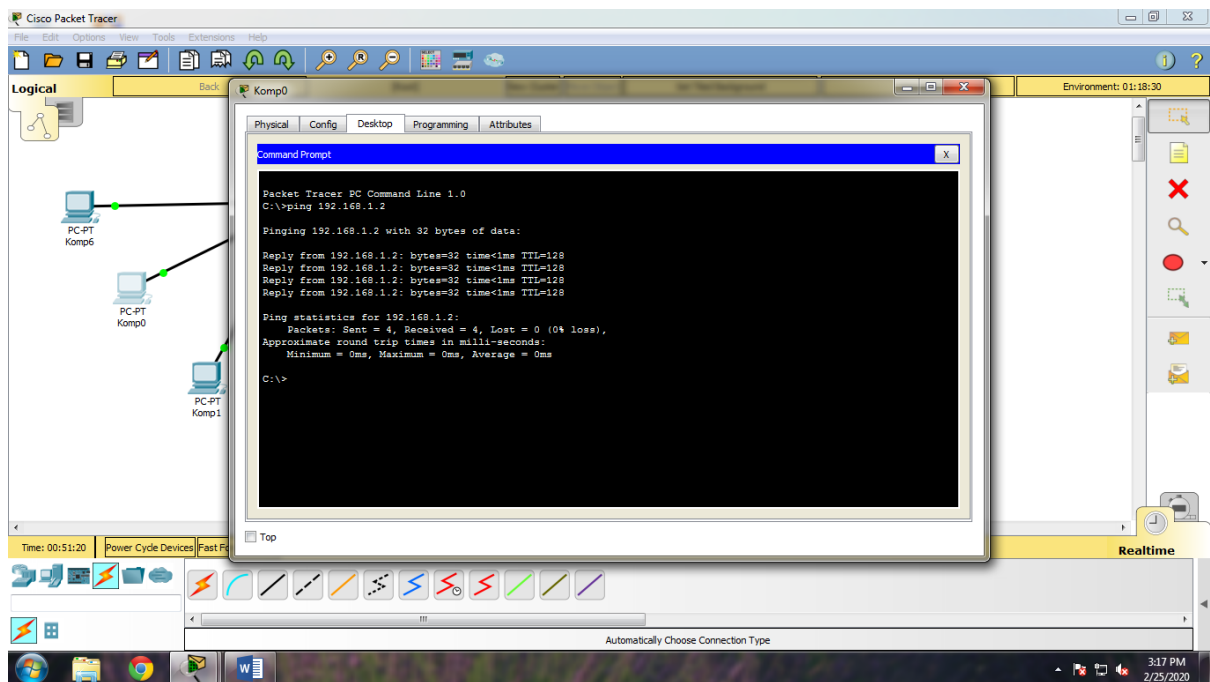 Cisco Packet Tracer
File Edit Options View Tools Extensions Help
Logical
Back
Komp0
Environment: 01:18:30
Physical Config Desktop Programming Attributes
Command Prompt
X
Packet Tracer PC Command Line 1.0
C:\>ping 192.168.1.2
Pinging 192.168.1.2 with 32 bytes of data:
Reply from 192.168.1.2: bytes=32 time<1ms TTL=128
Reply from 192.168.1.2: bytes=32 time<1ms TTL=128
Reply from 192.168.1.2: bytes=32 time<1ms TTL=128
Reply from 192.168.1.2: bytes=32 time<1ms TTL=128
Ping statistics for 192.168.1.2:
Packets: Sent = 4, Received = 4, Lost = 0 (0% loss),
Approximate round trip times in milli-seconds:
Minimum = 0ms, Maximum = 0ms, Average = 0ms
C:\>
PC-PT
Komp6
PC-PT
Komp0
PC-PT
Komp1
Top
Time: 00:51:20
Power Cycle Devices
Fast
Realtime
Automatically Choose Connection Type
3:17 PM
2/25/2020